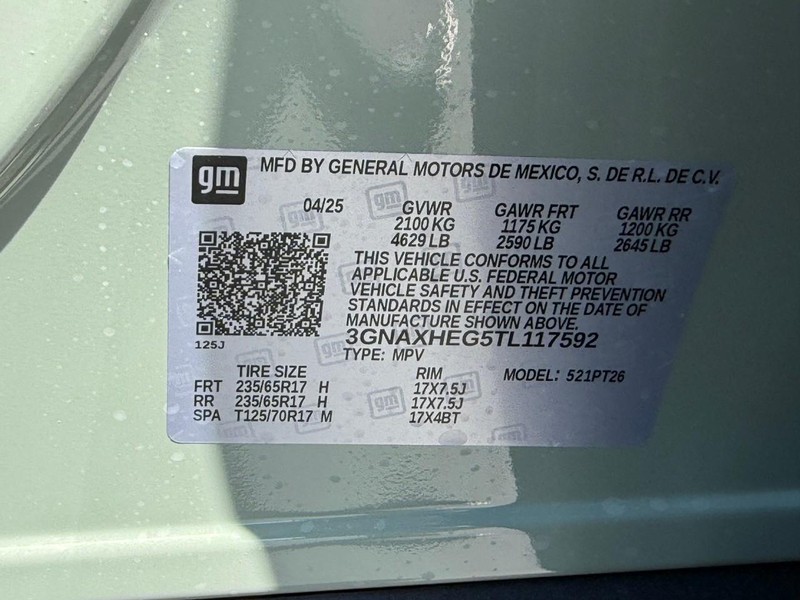 gm MFD BY GENERAL MOTORS DE MEXICO, S. DE R.L. DE C.V.
04/25 GVWR GAWR FRT GAWR RR
2100 KG 1175 KG 1200 KG
4629 LB 2590 LB 2645 LB
THIS VEHICLE CONFORMS TO ALL
APPLICABLE U.S. FEDERAL MOTOR
VEHICLE SAFETY AND THEFT PREVENTION
STANDARDS IN EFFECT ON THE DATE OF
MANUFACTURE SHOWN ABOVE.
3GNAXHEG5TL117592
125J
TYPE: MPV
TIRE SIZE RIM MODEL: 521PT26
FRT 235/65R17 H 17X7.5J
RR 235/65R17 H 17X7.5J
SPA T125/70R17 M 17X4BT